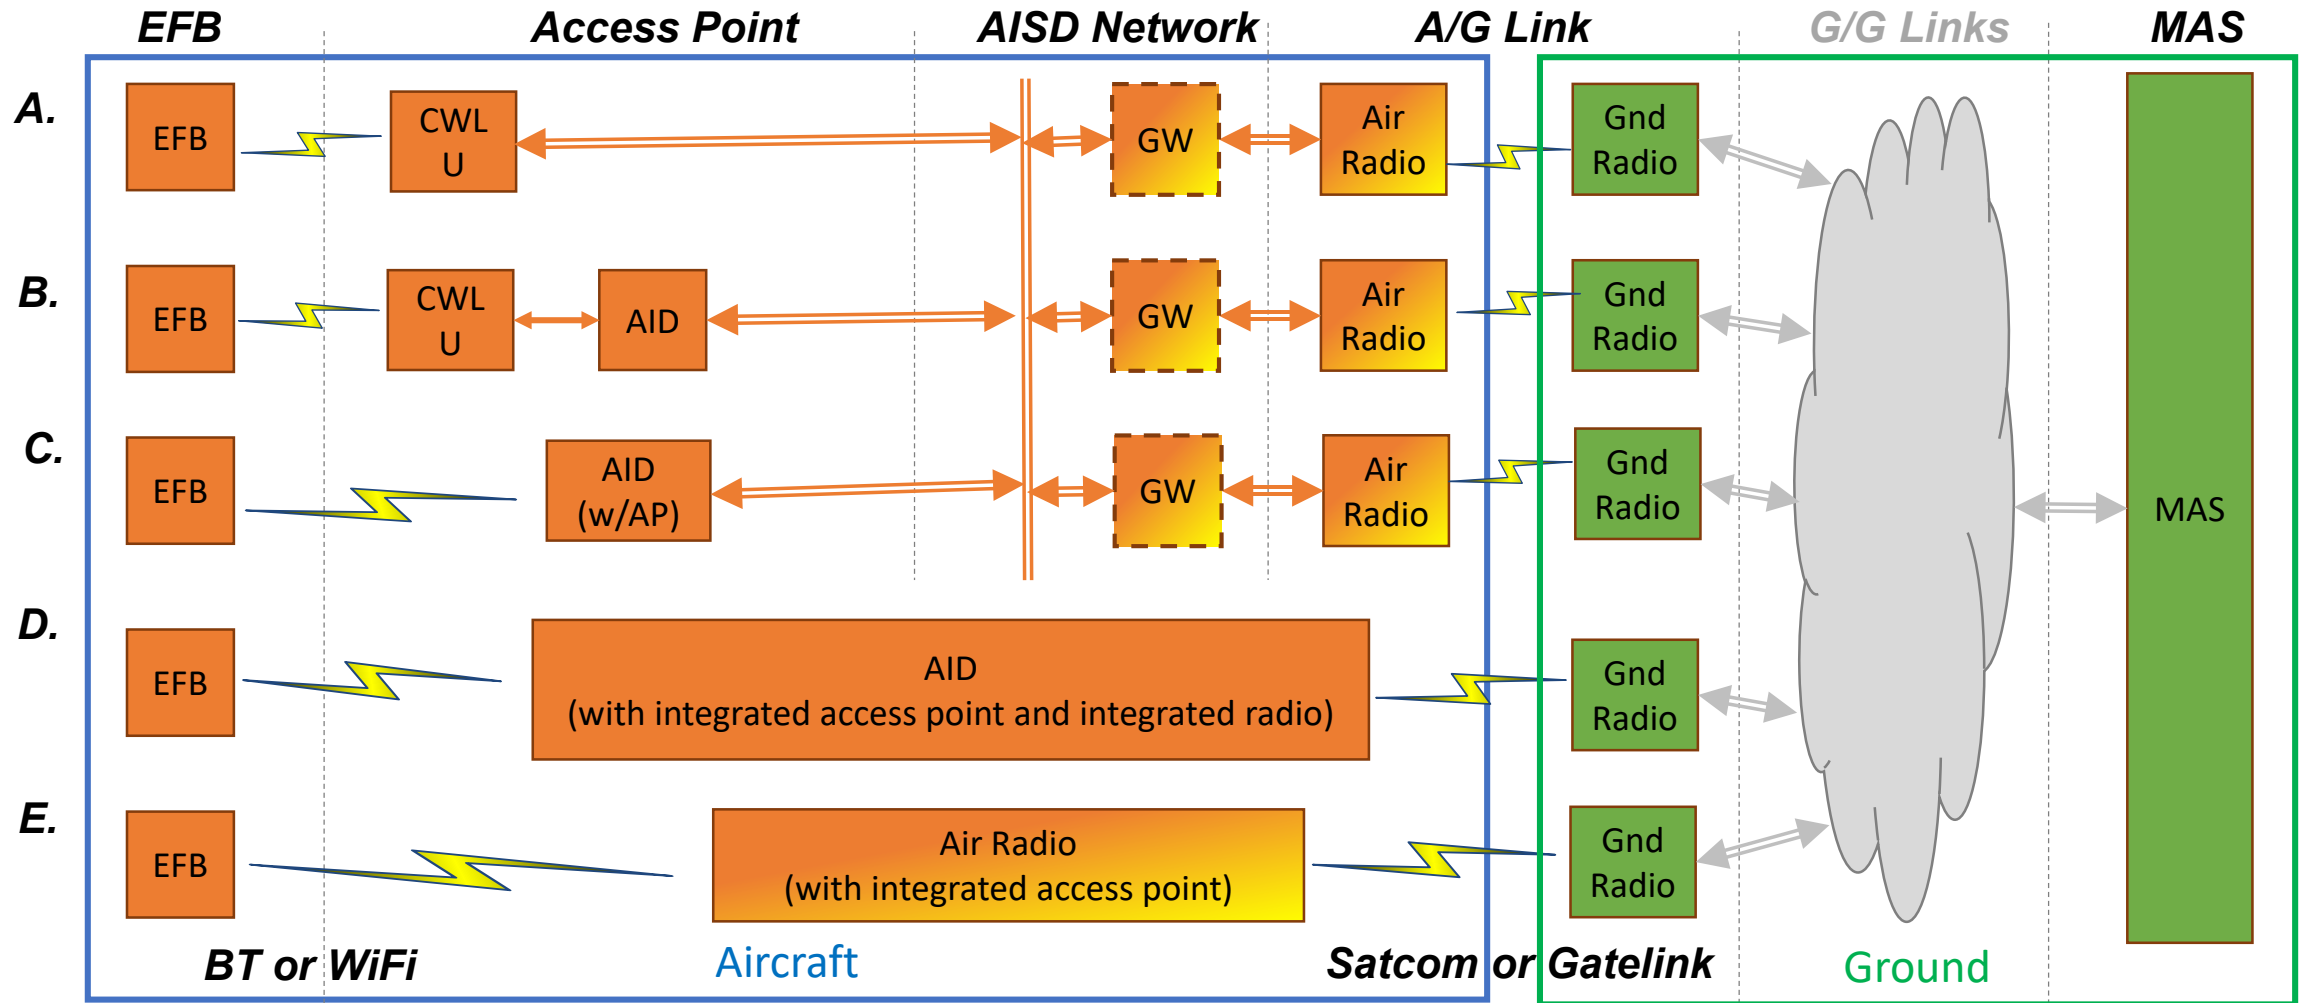 EFB Access Point AISD Network A/G Link G/G Links MAS
A.
EFB
CWL
U
GW
Air
Radio
Gnd
Radio
B.
EFB
CWL
U
AID
GW
Air
Radio
Gnd
Radio
C.
EFB
AID
(w/AP)
GW
Air
Radio
Gnd
Radio
MAS
D.
EFB
AID
(with integrated access point and integrated radio)
Gnd
Radio
E.
EFB
Air Radio
(with integrated access point)
Gnd
Radio
BT or WiFi
Aircraft
Satcom or Gatelink
Ground